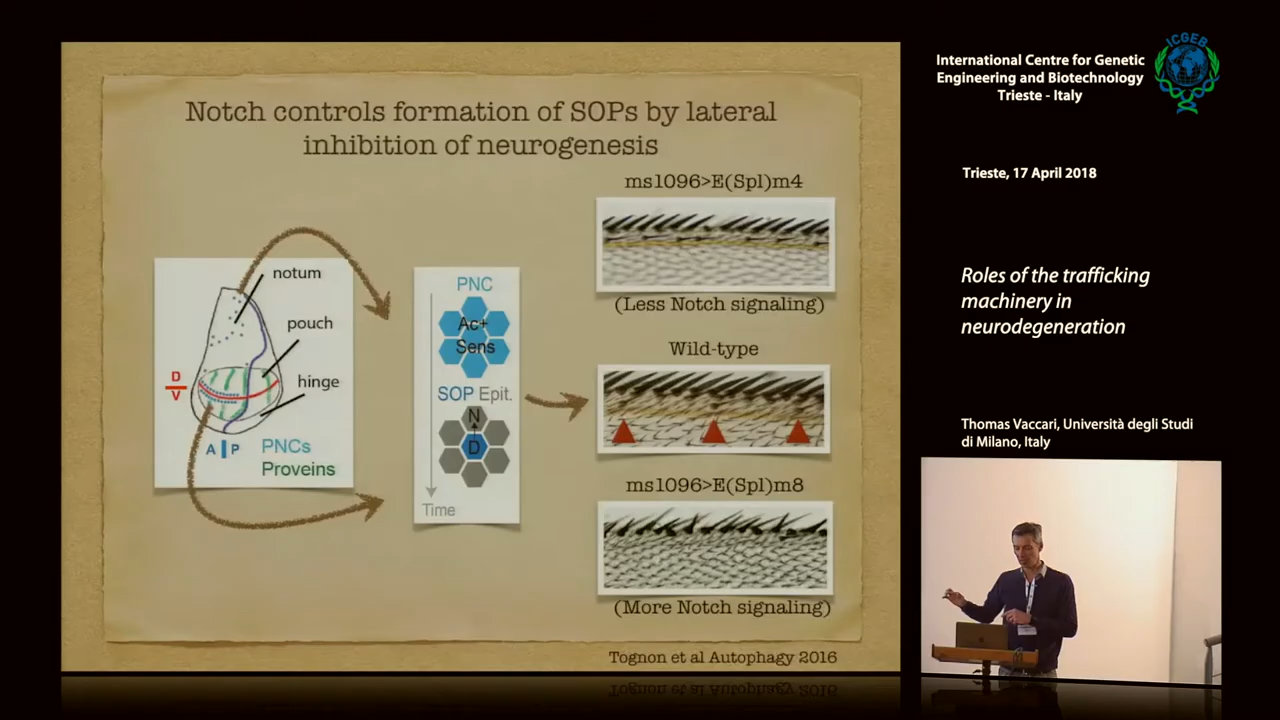 Notch controls formation of SOPs by lateral
inhibition of neurogenesis
notum
pouch
hinge
D
V
A P
PNCs
Proveins
PNC
Ac+
Sens
SOP Epit.
N
D
Time
ms1096>E(Spl)m4
(Less Notch signaling)
Wild-type
ms1096>E(Spl)m8
(More Notch signaling)
Tognon et al Autophagy 2016
International Centre for Genetic
Engineering and Biotechnology
Trieste - Italy
ICGEB
Trieste, 17 April 2018
Roles of the trafficking
machinery in
neurodegeneration
Thomas Vaccari, Università degli Studi
di Milano, Italy